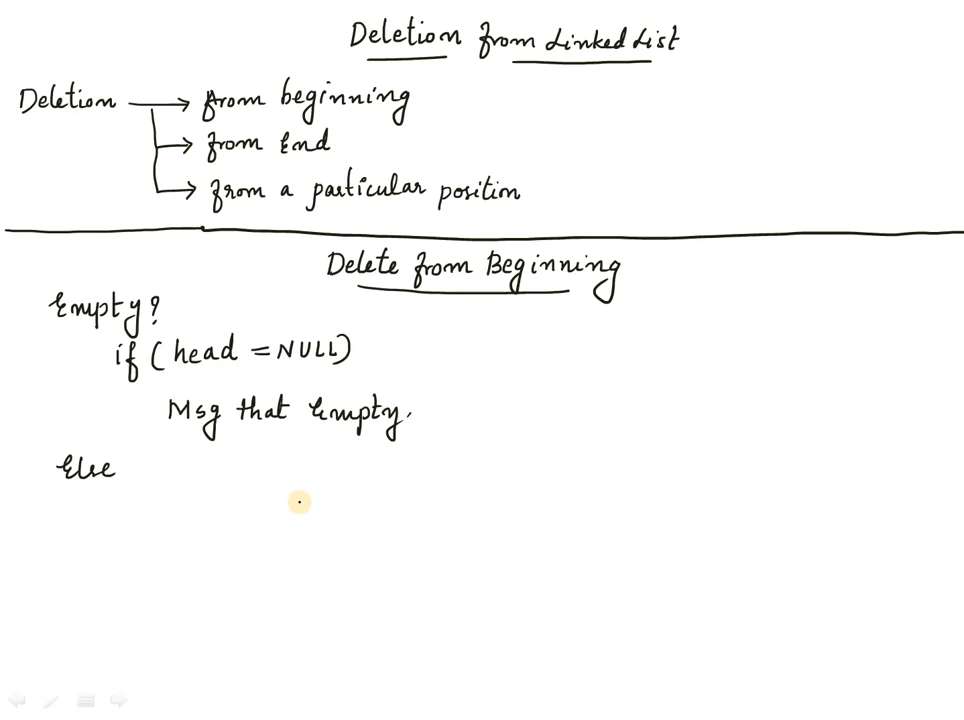 Deletion from Linked List
Deletion → from beginning
→ from End
→ from a particular position
Delete from Beginning
Empty?
if (head = NULL)
Msg that Empty.
Else